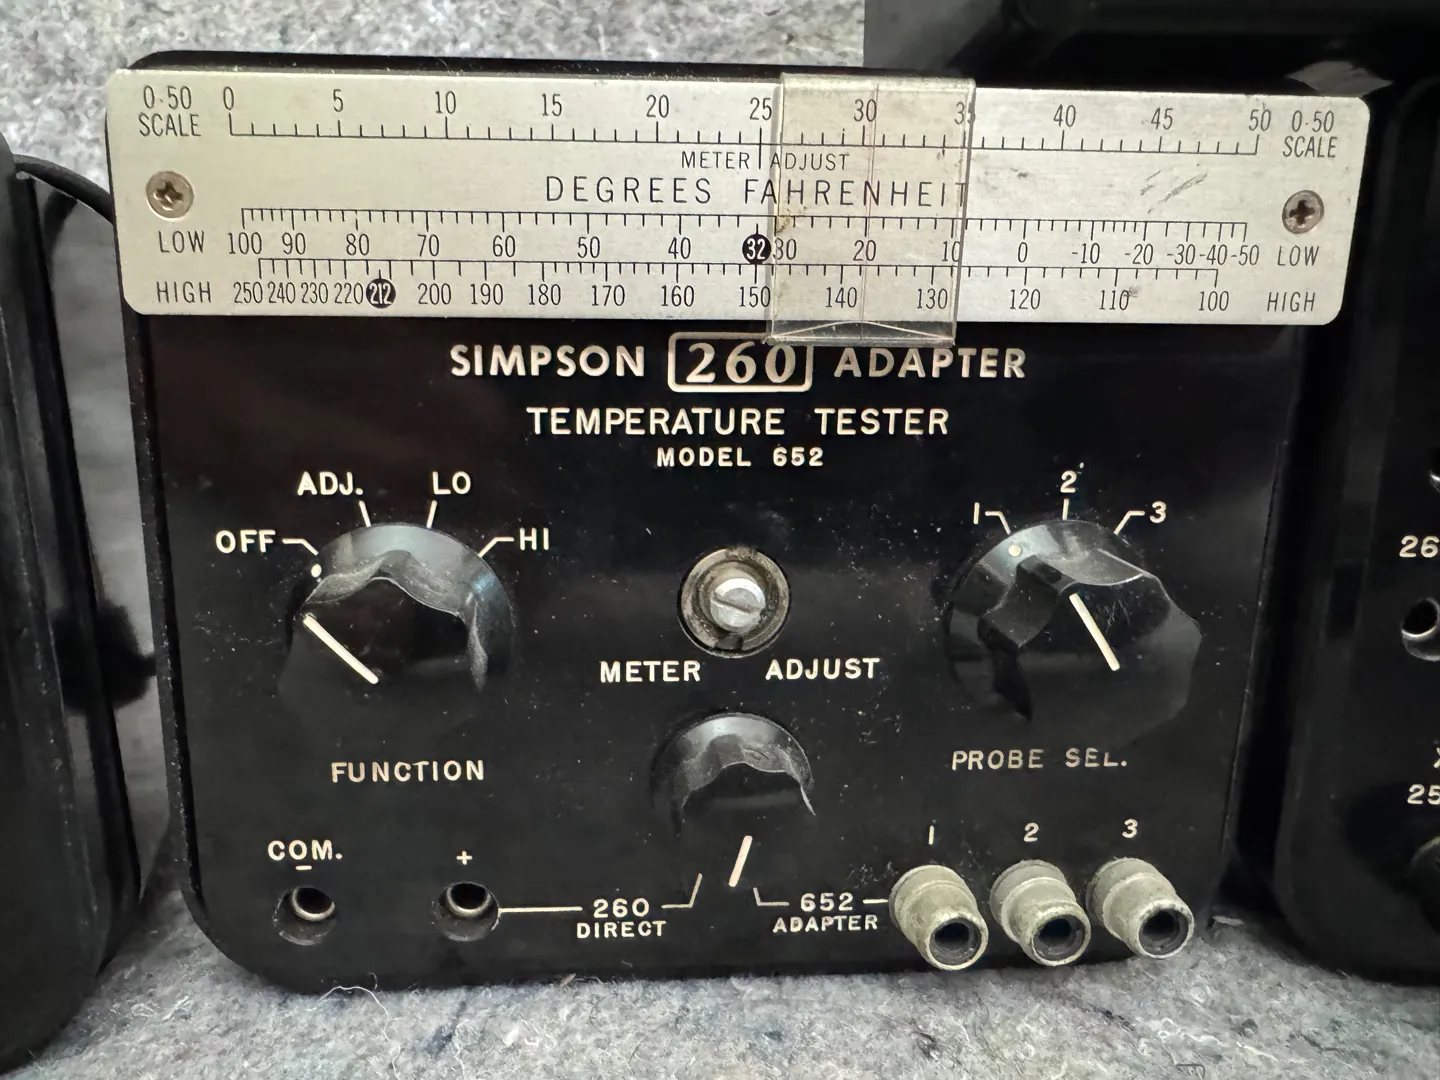 0-50 SCALE 0 5 10 15 20 25 30 35 40 45 50 0-50 SCALE
METER ADJUST
DEGREES FAHRENHEIT
LOW 100 90 80 70 60 50 40 32 30 20 10 0 -10 -20 -30 -40 -50 LOW
HIGH 250 240 230 220 212 200 190 180 170 160 150 140 130 120 110 100 HIGH
SIMPSON 260 ADAPTER
TEMPERATURE TESTER
MODEL 652
OFF ADJ. LO HI
1 2 3
METER ADJUST
FUNCTION
PROBE SEL.
COM. - +
260 DIRECT
652 ADAPTER
1 2 3
26
25